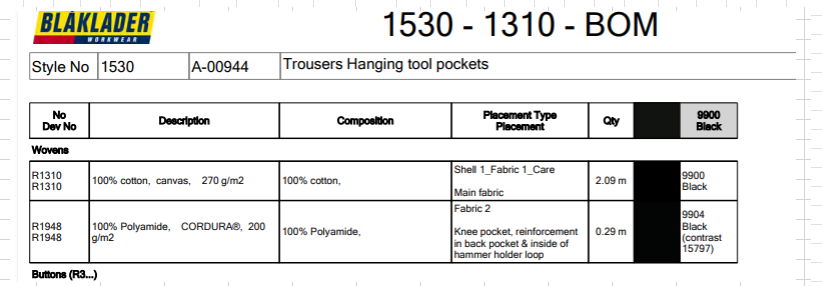 BLÅKLÄDER
WORKWEAR
1530 - 1310 - BOM
Style No 1530 A-00944 Trousers Hanging tool pockets
No
Dev No
Description
Composition
Placement Type
Placement
Qty
9900
Black
Wovens
R1310
R1310
100% cotton, canvas, 270 g/m2
100% cotton,
Shell 1_Fabric 1_Care
Main fabric
2.09 m
9900
Black
R1948
R1948
100% Polyamide, CORDURA®, 200
g/m2
100% Polyamide,
Fabric 2
Knee pocket, reinforcement
in back pocket & inside of
hammer holder loop
0.29 m
9904
Black
(contrast
15797)
Buttons (R3...)